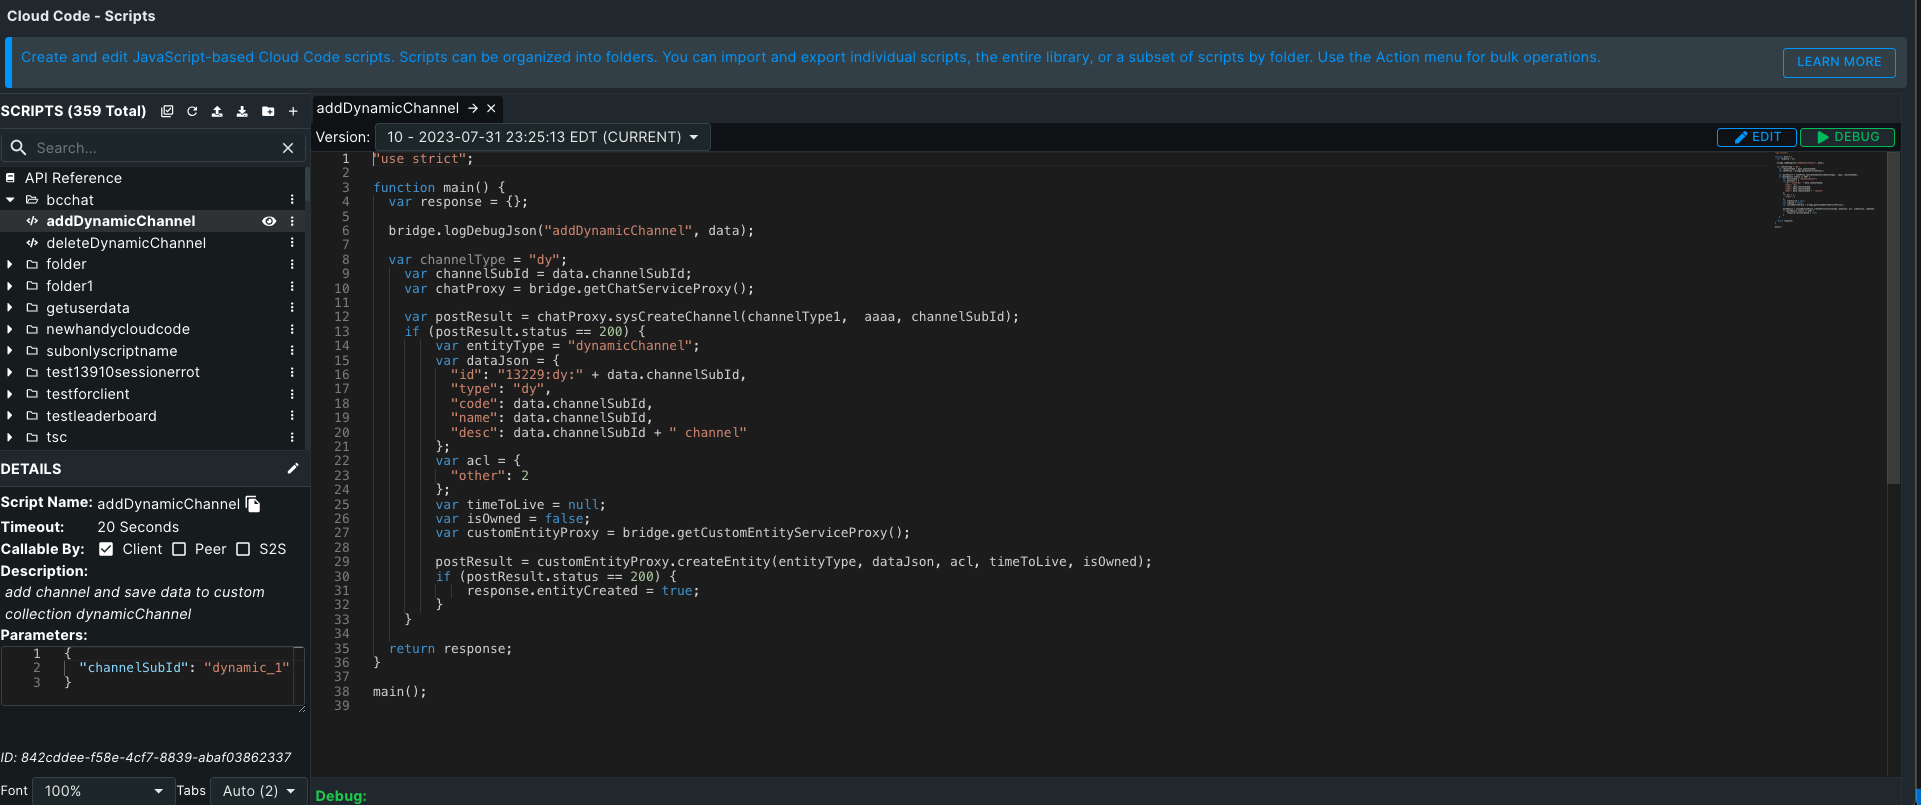 Cloud Code - Scripts
Create and edit JavaScript-based Cloud Code scripts. Scripts can be organized into folders. You can import and export individual scripts, the entire library, or a subset of scripts by folder. Use the Action menu for bulk operations.
LEARN MORE
SCRIPTS (359 Total)
Search...
API Reference
bcchat
addDynamicChannel
deleteDynamicChannel
folder
folder1
getuserdata
newhandycloudcode
subonlyscriptname
test13910sessionerrot
testforclient
testleaderboard
tsc
DETAILS
Script Name: addDynamicChannel
Timeout: 20 Seconds
Callable By: Client Peer S2S
Description:
add channel and save data to custom
collection dynamicChannel
Parameters:
1 {
2 "channelSubId": "dynamic_1"
3 }
ID: 842cddee-f58e-4cf7-8839-abaf03862337
Font 100% Tabs Auto (2)
addDynamicChannel
Version: 10 - 2023-07-31 23:25:13 EDT (CURRENT)
EDIT DEBUG
1 "use strict";
2
3 function main() {
4 var response = {};
5
6 bridge.logDebugJson("addDynamicChannel", data);
7
8 var channelType = "dy";
9 var channelSubId = data.channelSubId;
10 var chatProxy = bridge.getChatServiceProxy();
11
12 var postResult = chatProxy.sysCreateChannel(channelType1,  aaaa, channelSubId);
13 if (postResult.status == 200) {
14 var entityType = "dynamicChannel";
15 var dataJson = {
16 "id": "13229:dy:" + data.channelSubId,
17 "type": "dy",
18 "code": data.channelSubId,
19 "name": data.channelSubId,
20 "desc": data.channelSubId + " channel"
21 };
22 var acl = {
23 "other": 2
24 };
25 var timeToLive = null;
26 var isOwned = false;
27 var customEntityProxy = bridge.getCustomEntityServiceProxy();
28
29 postResult = customEntityProxy.createEntity(entityType, dataJson, acl, timeToLive, isOwned);
30 if (postResult.status == 200) {
31 response.entityCreated = true;
32 }
33 }
34
35 return response;
36 }
37
38 main();
39
Debug: